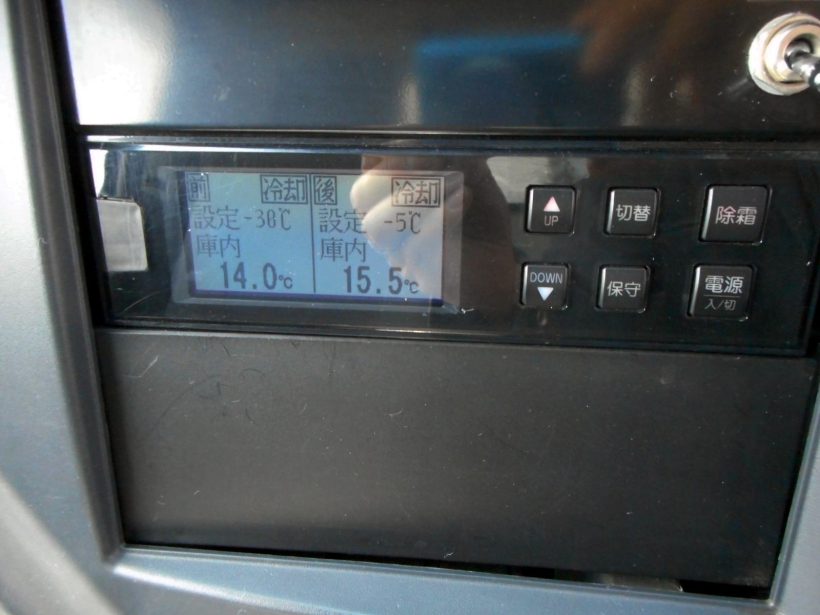 前 冷却
設定 -30℃
庫内
14.0℃
後 冷却
設定 -5℃
庫内
15.5℃
UP
切替
除霜
DOWN
保守
電源
入/切